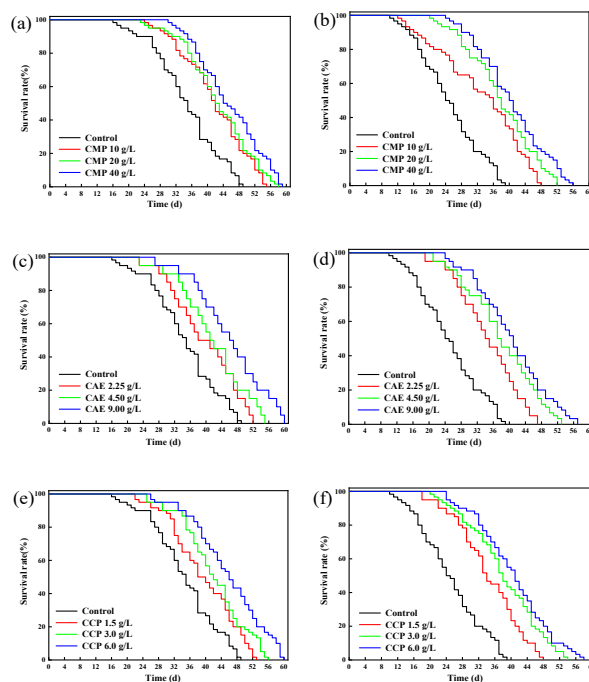 (a)
Survival rate(%)
100
80
60
40
20
0
Control
CMP 10 g/L
CMP 20 g/L
CMP 40 g/L
0 4 8 12 16 20 24 28 32 36 40 44 48 52 56 60
Time (d)
(b)
Survival rate (%)
100
80
60
40
20
0
Control
CMP 10 g/L
CMP 20 g/L
CMP 40 g/L
0 4 8 12 16 20 24 28 32 36 40 44 48 52 56
Time (d)
(c)
Survival rate (%)
100
80
60
40
20
0
Control
CAE 2.25 g/L
CAE 4.50 g/L
CAE 9.00 g/L
0 4 8 12 16 20 24 28 32 36 40 44 48 52 56 60
Time (d)
(d)
Survival rate (%)
100
80
60
40
20
0
Control
CAE 2.25 g/L
CAE 4.50 g/L
CAE 9.00 g/L
0 4 8 12 16 20 24 28 32 36 40 44 48 52 56
Time (d)
(e)
Survival rate(%)
100
80
60
40
20
0
Control
CCP 1.5 g/L
CCP 3.0 g/L
CCP 6.0 g/L
0 4 8 12 16 20 24 28 32 36 40 44 48 52 56 60
Time (d)
(f)
Survival rate (%)
100
80
60
40
20
0
Control
CCP 1.5 g/L
CCP 3.0 g/L
CCP 6.0 g/L
0 4 8 12 16 20 24 28 32 36 40 44 48 52 56
Time (d)